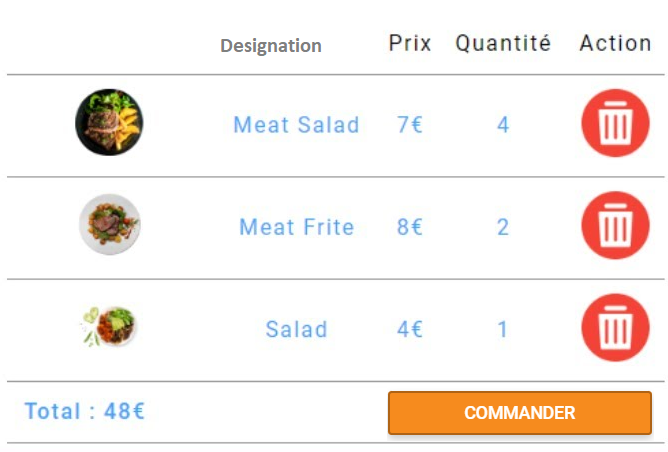 Designation Prix Quantité Action
Meat Salad 7€ 4
Meat Frite 8€ 2
Salad 4€ 1
Total : 48€ COMMANDER